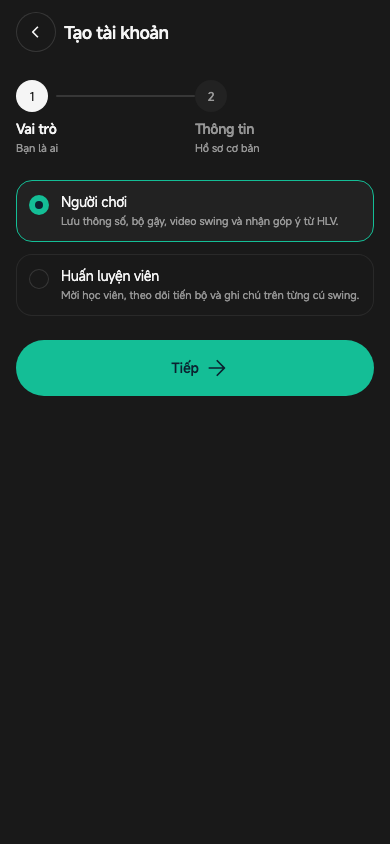 Tạo tài khoản
1
2
Vai trò
Thông tin
Bạn là ai
Hồ sơ cơ bản
Người chơi
Lưu thông số, bộ gậy, video swing và nhận góp ý từ HLV.
Huấn luyện viên
Mời học viên, theo dõi tiến bộ và ghi chú trên từng cú swing.
Tiếp